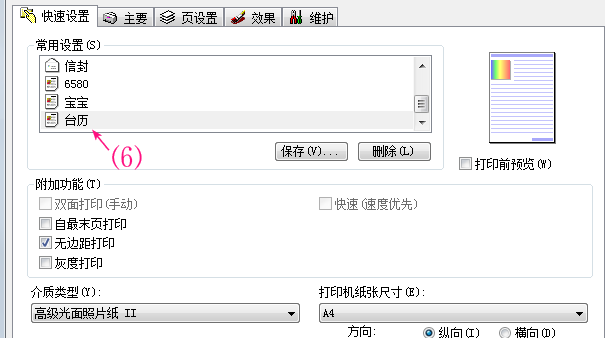 快速设置 主要 页设置 效果 维护
常用设置(S)
信封
6580
宝宝
台历
(6)
保存(V)... 删除(L)
打印前预览(W)
附加功能(T)
双面打印(手动) 快速(速度优先)
自最末页打印
无边距打印
灰度打印
介质类型(Y): 打印机纸张尺寸(E):
高级光面照片纸 II A4
方向: 纵向(I) 横向(D)